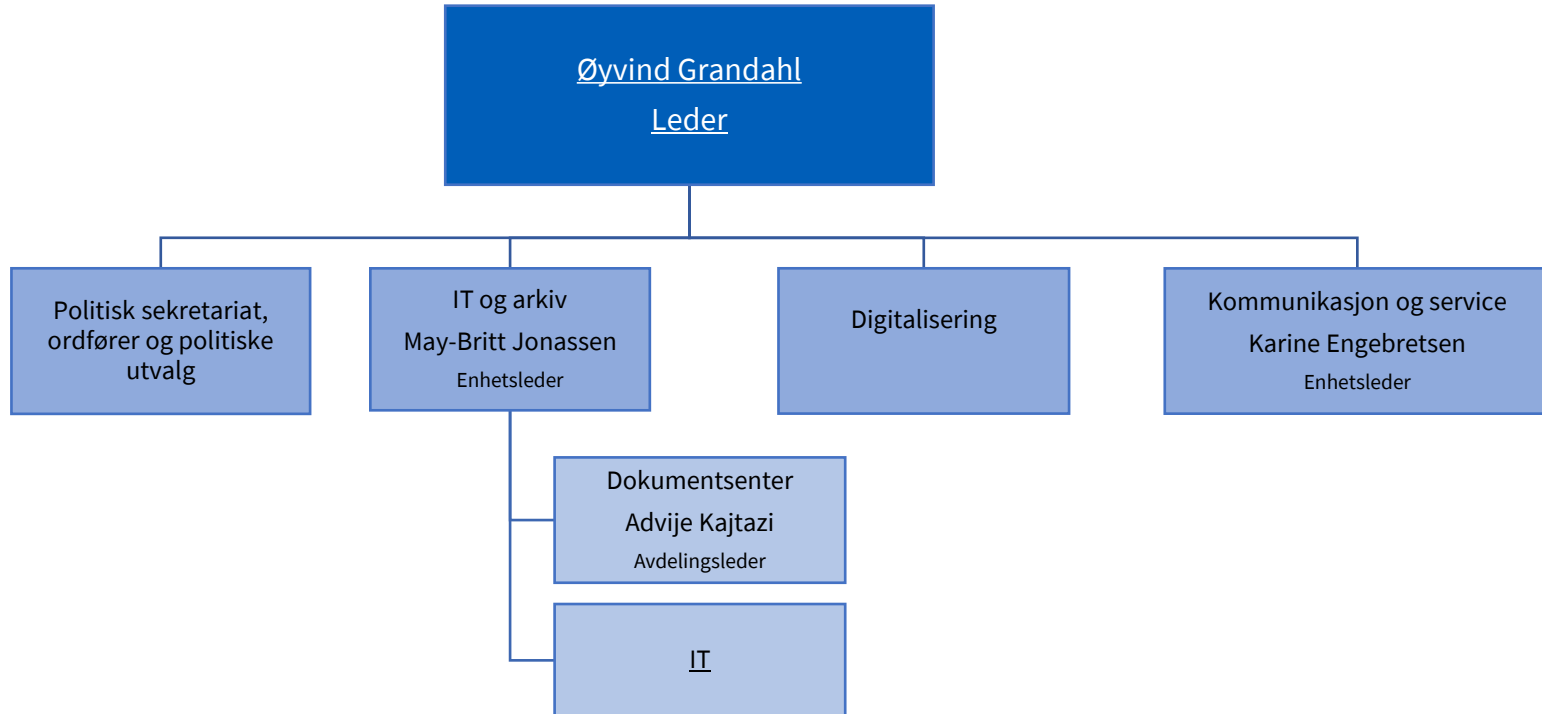 Øyvind Grandahl
Leder
Politisk sekretariat,
ordfører og politiske
utvalg
IT og arkiv
May-Britt Jonassen
Enhetsleder
Digitalisering
Kommunikasjon og service
Karine Engebretsen
Enhetsleder
Dokumentsenter
Advije Kajtazi
Avdelingsleder
IT